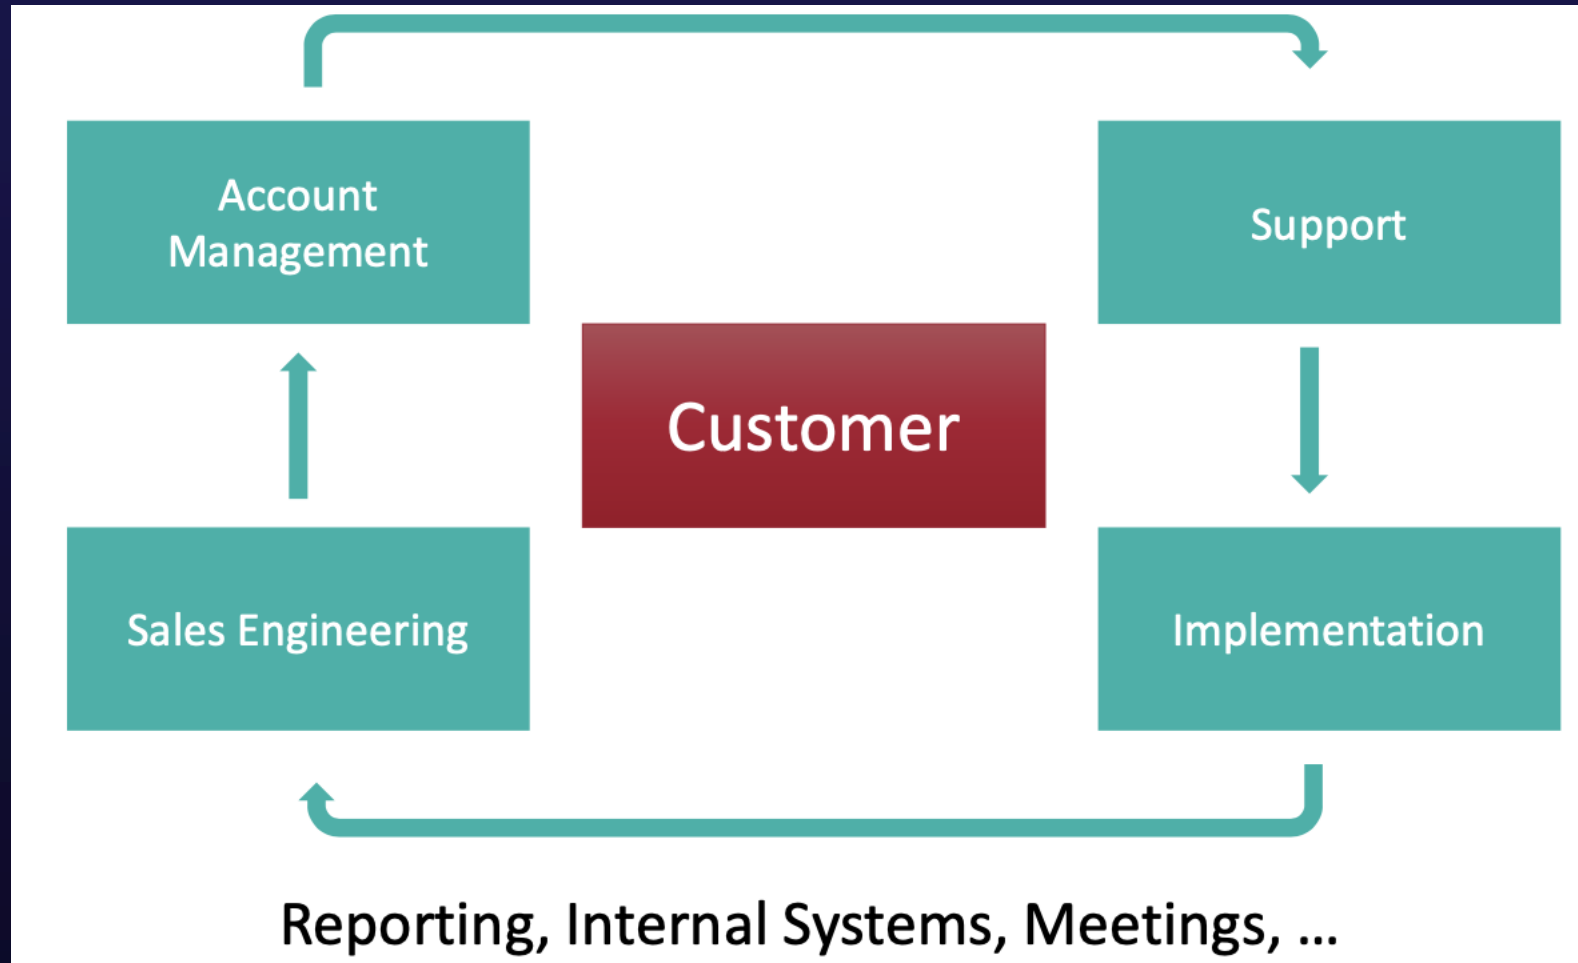 Account
Management
Support
Customer
Sales Engineering
Implementation
Reporting, Internal Systems, Meetings, ...